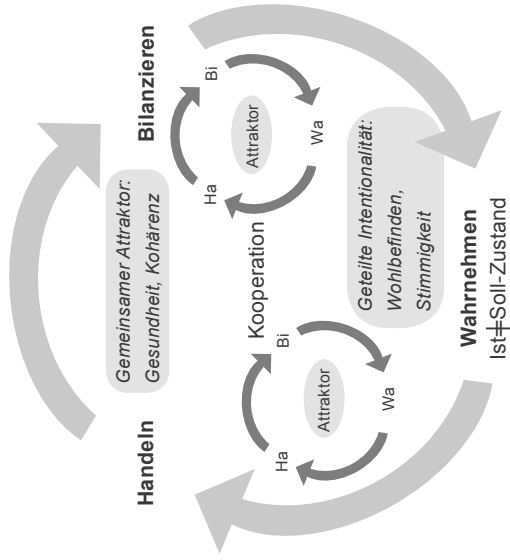 Gemeinsamer Attraktor:
Gesundheit, Kohärenz
Handeln
Bilanzieren
Ha
Bi
Attraktor
Wa
Kooperation
Ha
Bi
Attraktor
Wa
Geteilte Intentionalität:
Wohlbefinden,
Stimmigkeit
Wahrnehmen
Ist╪Soll-Zustand